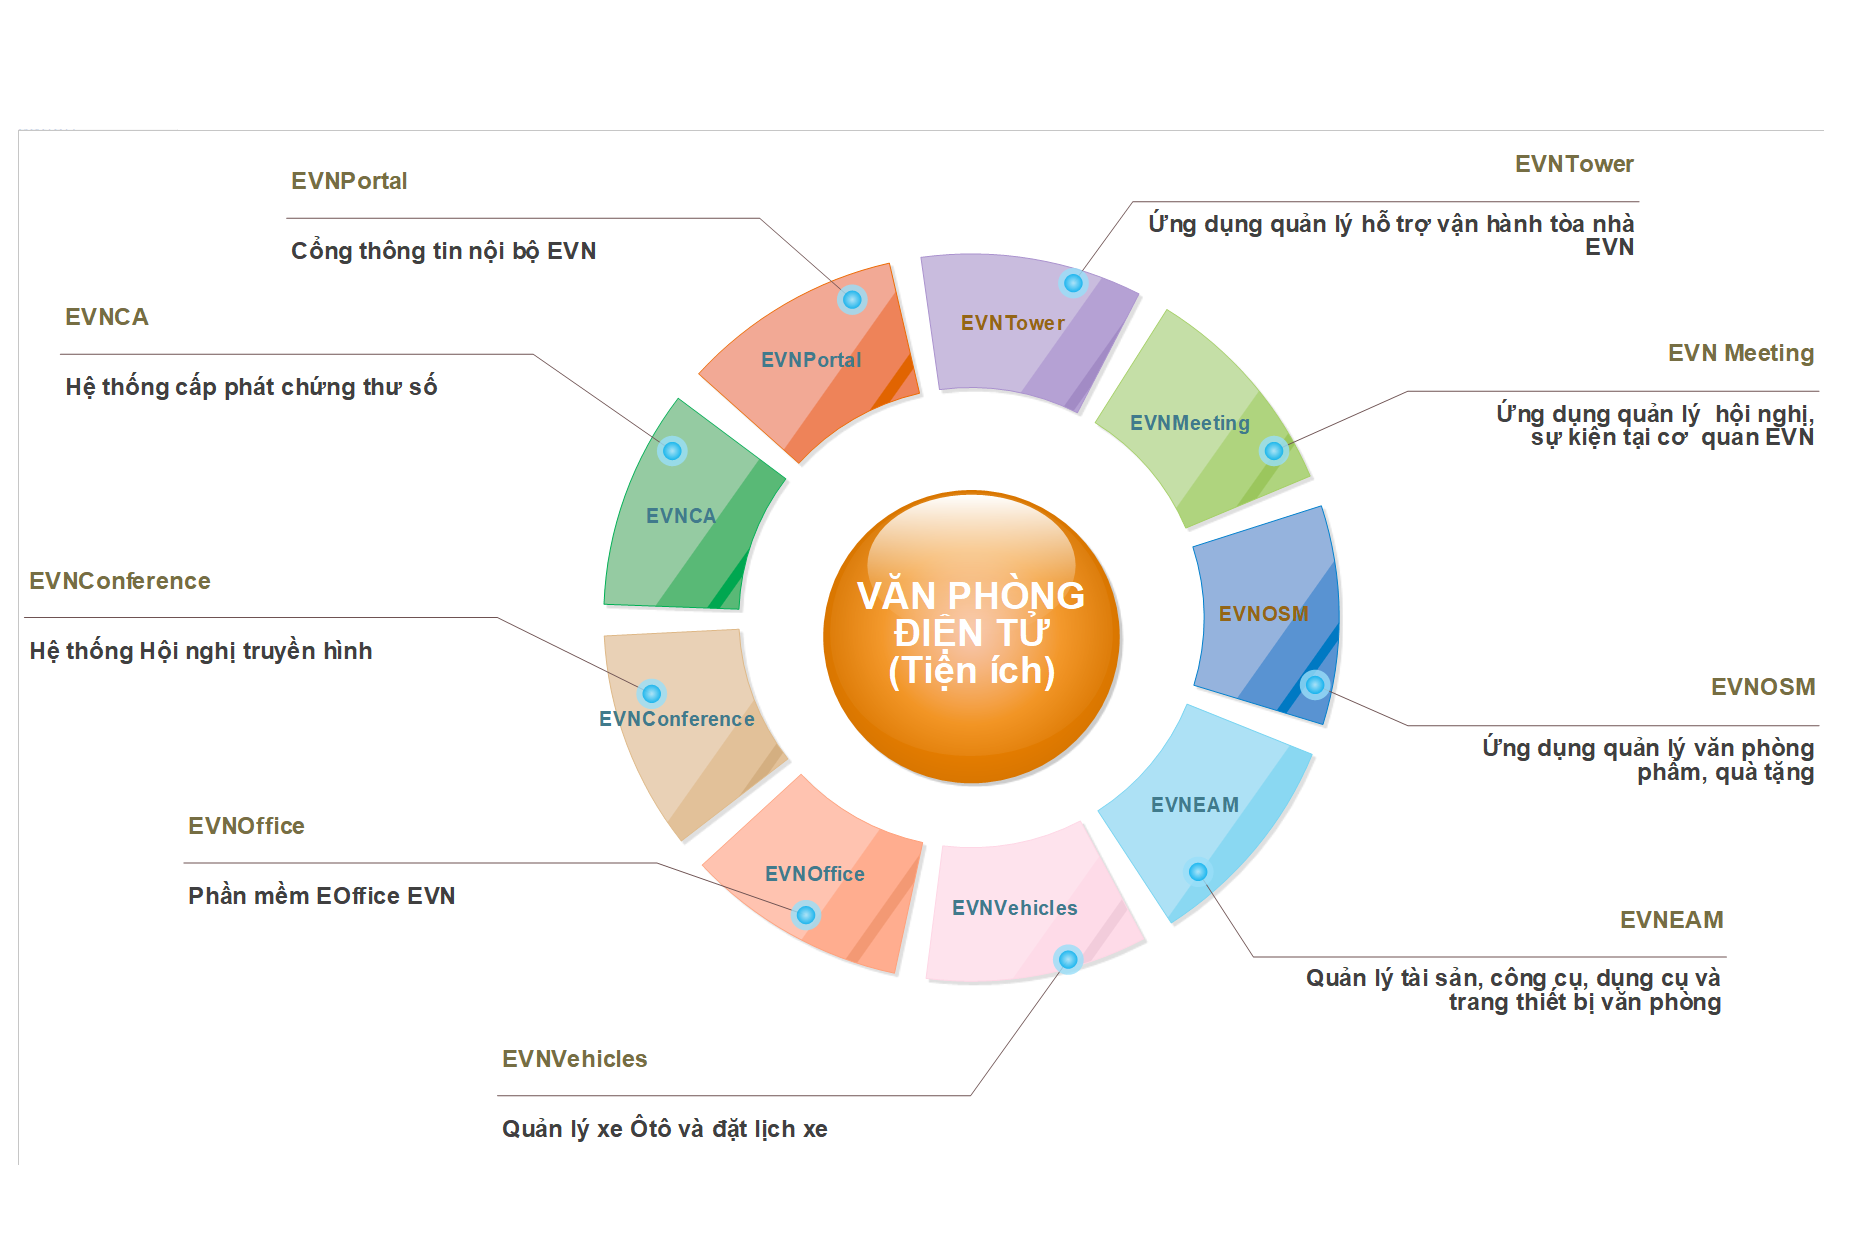 EVNTower
EVNPortal
Ứng dụng quản lý hỗ trợ vận hành tòa nhà
EVN
Cổng thông tin nội bộ EVN
EVNCA
EVNTower
EVN Meeting
EVNPortal
Hệ thống cấp phát chứng thư số
Ứng dụng quản lý  hội nghị,
sự kiện tại cơ  quan EVN
EVNMeeting
EVNCA
EVNConference
VĂN PHÒNG
ĐIỆN TỬ
(Tiện ích)
EVNOSM
Hệ thống Hội nghị truyền hình
EVNOSM
EVNConference
Ứng dụng quản lý văn phòng
phẩm, quà tặng
EVNEAM
EVNOffice
EVNOffice
Phần mềm EOffice EVN
EVNVehicles
EVNEAM
Quản lý tài sản, công cụ, dụng cụ và
trang thiết bị văn phòng
EVNVehicles
Quản lý xe Ôtô và đặt lịch xe